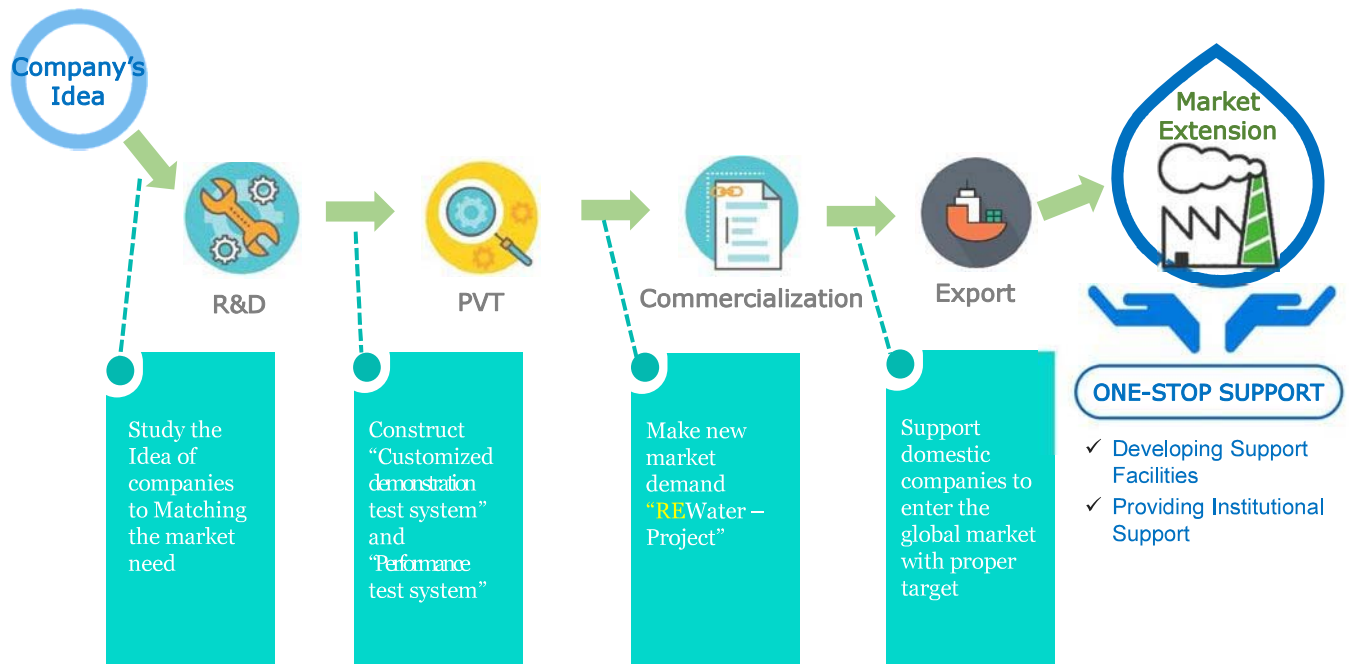 Company's
Idea
Market
Extension
R&D
PVT
Commercialization
Export
Study the
Idea of
companies
to Matching
the market
need
Construct
“Customized
demonstration
test system”
and
“Performance
test system”
Make new
market
demand
“REWater –
Project”
Support
domestic
companies to
enter the
global market
with proper
target
ONE-STOP SUPPORT
✓ Developing Support
Facilities
✓ Providing Institutional
Support